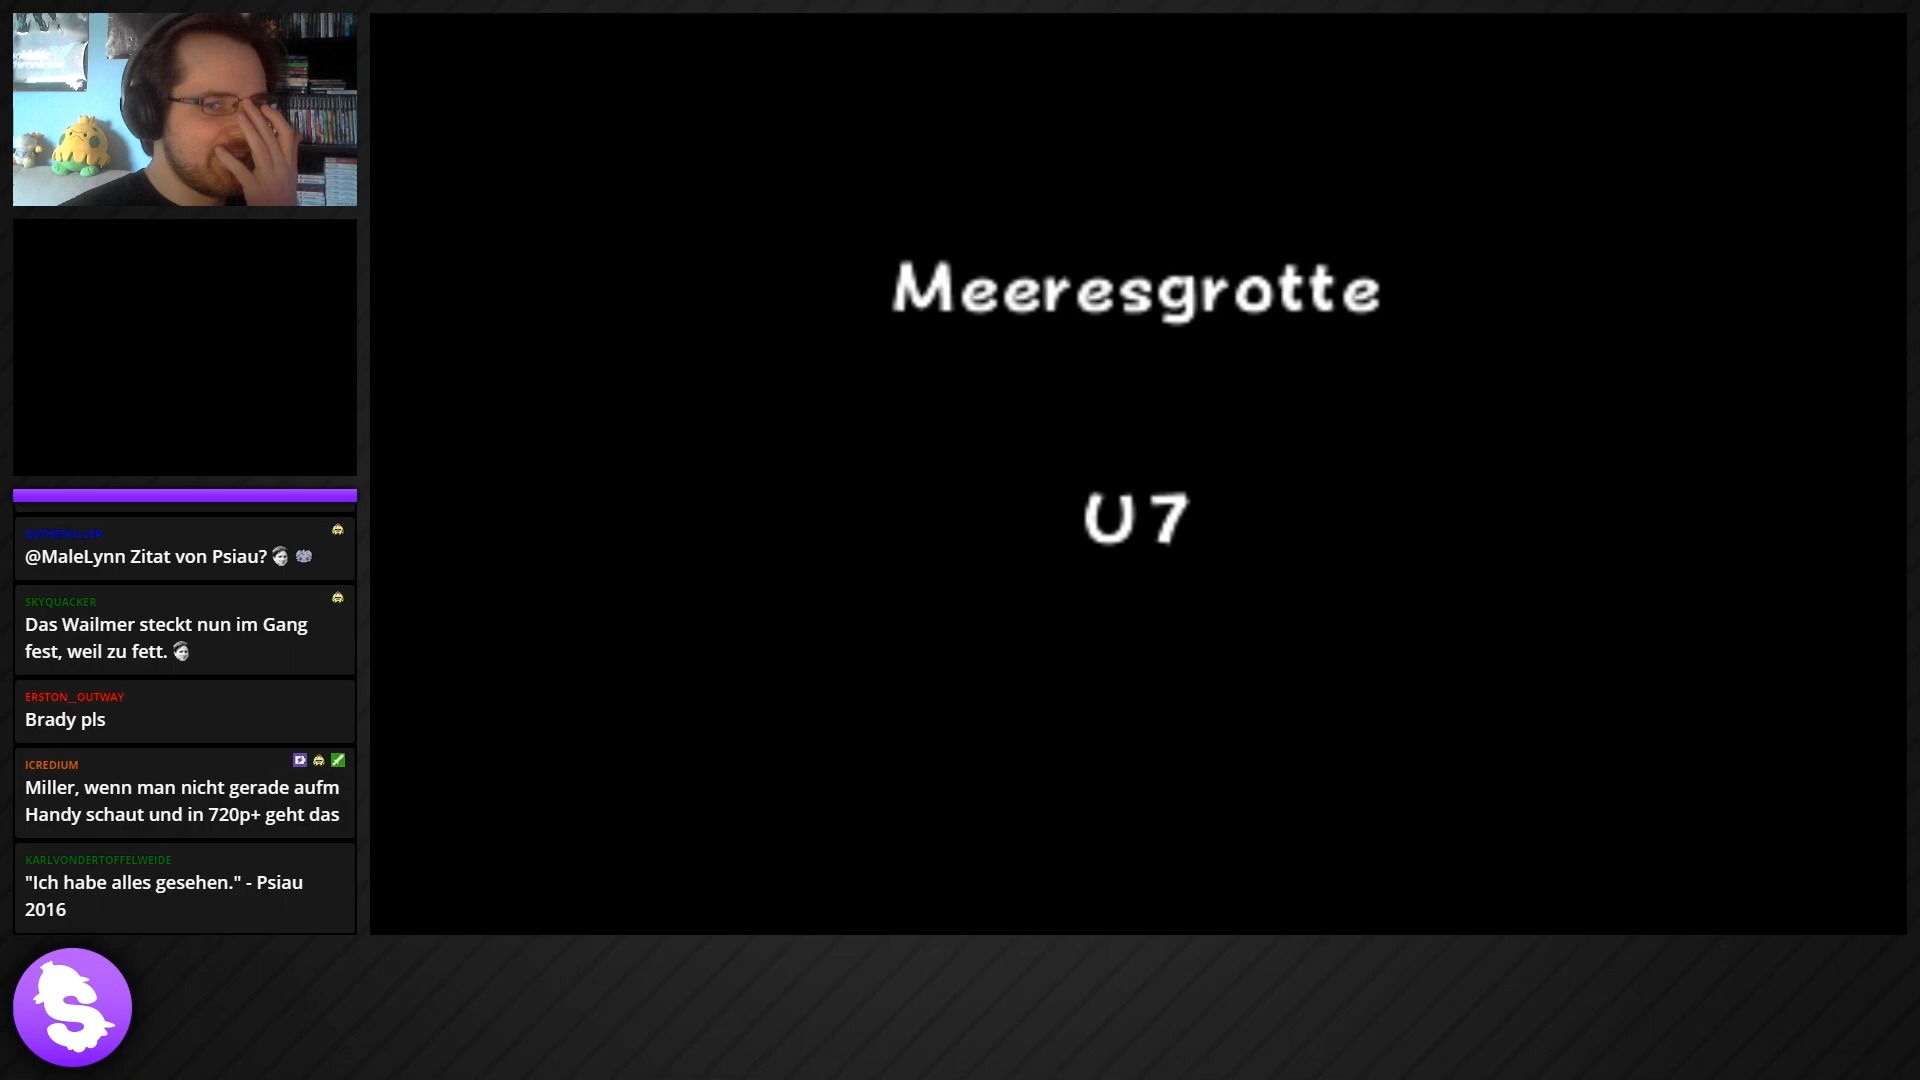 Meeresgrotte
U7
@MaleLynn Zitat von Psiau?
SKYQUACKER
Das Wailmer steckt nun im Gang
fest, weil zu fett.
ERSTON_OUTWAY
Brady pls
ICREDIUM
Miller, wenn man nicht gerade aufm
Handy schaut und in 720p+ geht das
KARLVONDERTOFFELWEIDE
"Ich habe alles gesehen." - Psiau
2016
S